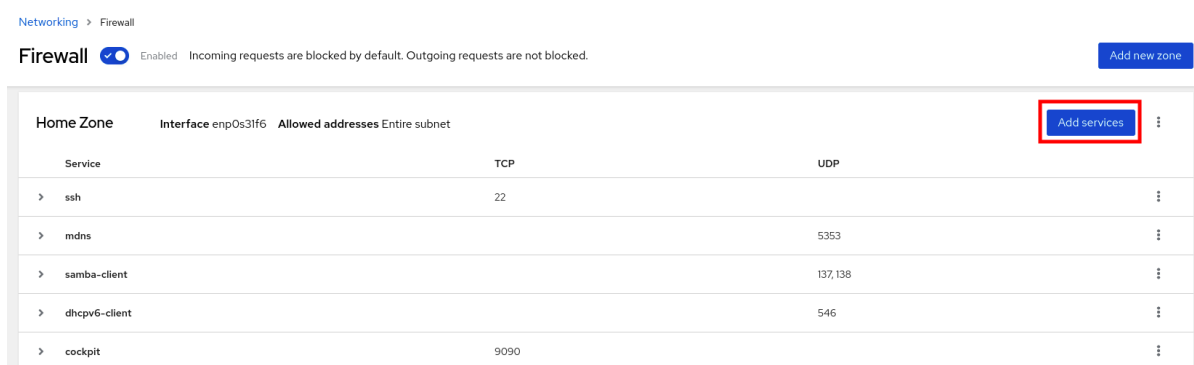 Networking > Firewall
Firewall Enabled Incoming requests are blocked by default. Outgoing requests are not blocked. Add new zone
Home Zone Interface enp0s31f6 Allowed addresses Entire subnet Add services
Service TCP UDP
ssh 22
mdns 5353
samba-client 137, 138
dhcpv6-client 546
cockpit 9090